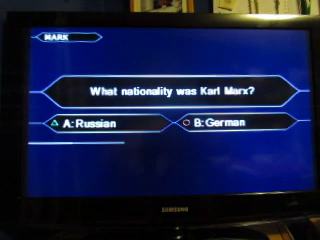 MARK
What nationality was Karl Marx?
A: Russian
B: German
SAMSUNG